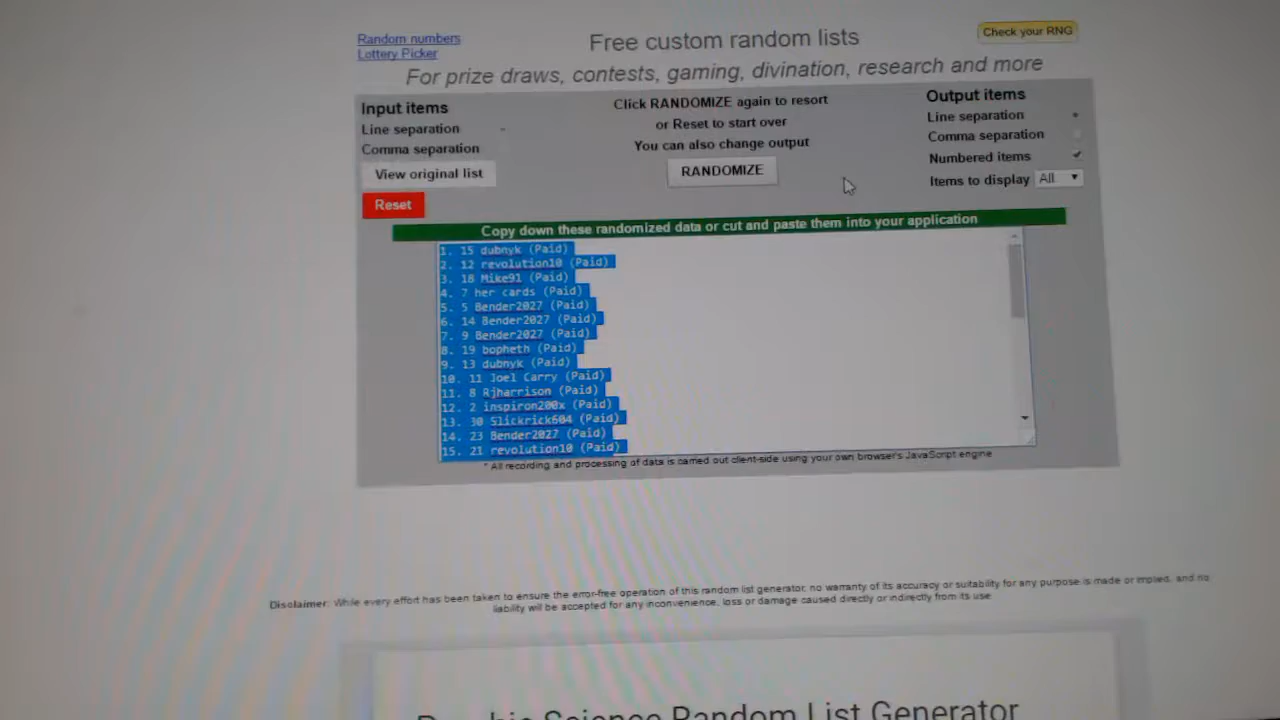 Random numbers
Lottery Picker
Free custom random lists
Check your RNG
For prize draws, contests, gaming, divination, research and more
Input items
Line separation
Comma separation
View original list
Reset
Click RANDOMIZE again to resort
or Reset to start over
You can also change output
RANDOMIZE
Output items
Line separation
Comma separation
Numbered items
Items to display All
Copy down these randomized data or cut and paste them into your application
1. 15 dubnyk (Paid)
2. 12 revolution10 (Paid)
3. 18 Mike91 (Paid)
4. 7 her cards (Paid)
5. 5 Bender2027 (Paid)
6. 14 Bender2027 (Paid)
7. 9 Bender2027 (Paid)
8. 19 bopheth (Paid)
9. 13 dubnyk (Paid)
10. 11 Joel Carry (Paid)
11. 8 Rjharrison (Paid)
12. 2 inspiron200x (Paid)
13. 30 Slickrick604 (Paid)
14. 23 Bender2027 (Paid)
15. 21 revolution10 (Paid)
* All recording and processing of data is carried out client-side using your own browser's JavaScript engine
Disclaimer: While every effort has been taken to ensure the error-free operation of this random list generator, no warranty of its accuracy or suitability for any purpose is made or implied, and no
liability will be accepted for any inconvenience, loss or damage caused directly or indirectly from its use
Science Random List Generator